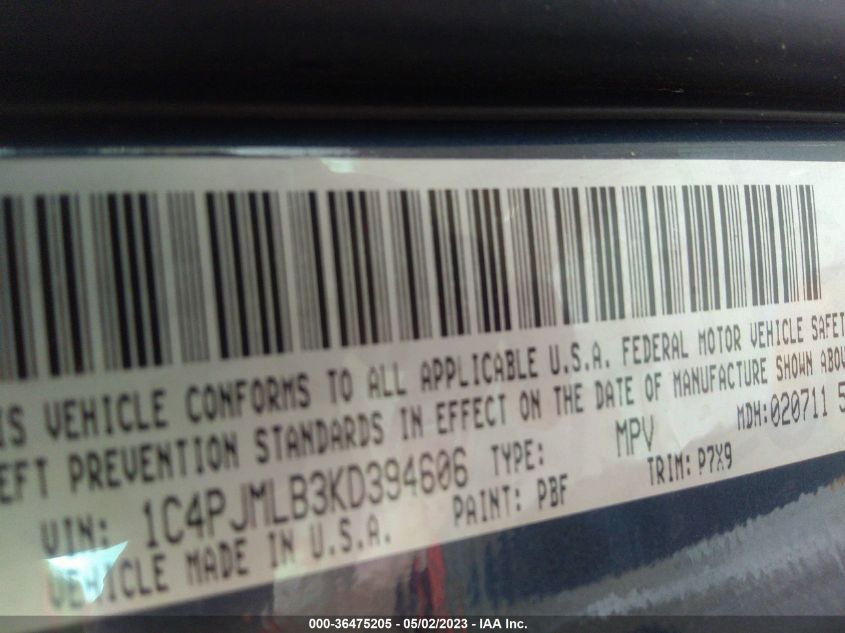 IS VEHICLE CONFORMS TO ALL APPLICABLE U.S.A. FEDERAL MOTOR VEHICLE SAFET
EFT PREVENTION STANDARDS IN EFFECT ON THE DATE OF MANUFACTURE SHOWN ABOV
VIN: 1C4PJMLB3KD394606 TYPE: MPV MDH:020711 5
VEHICLE MADE IN U.S.A. PAINT: PBF TRIM: P7X9
000-36475205 - 05/02/2023 - IAA Inc.